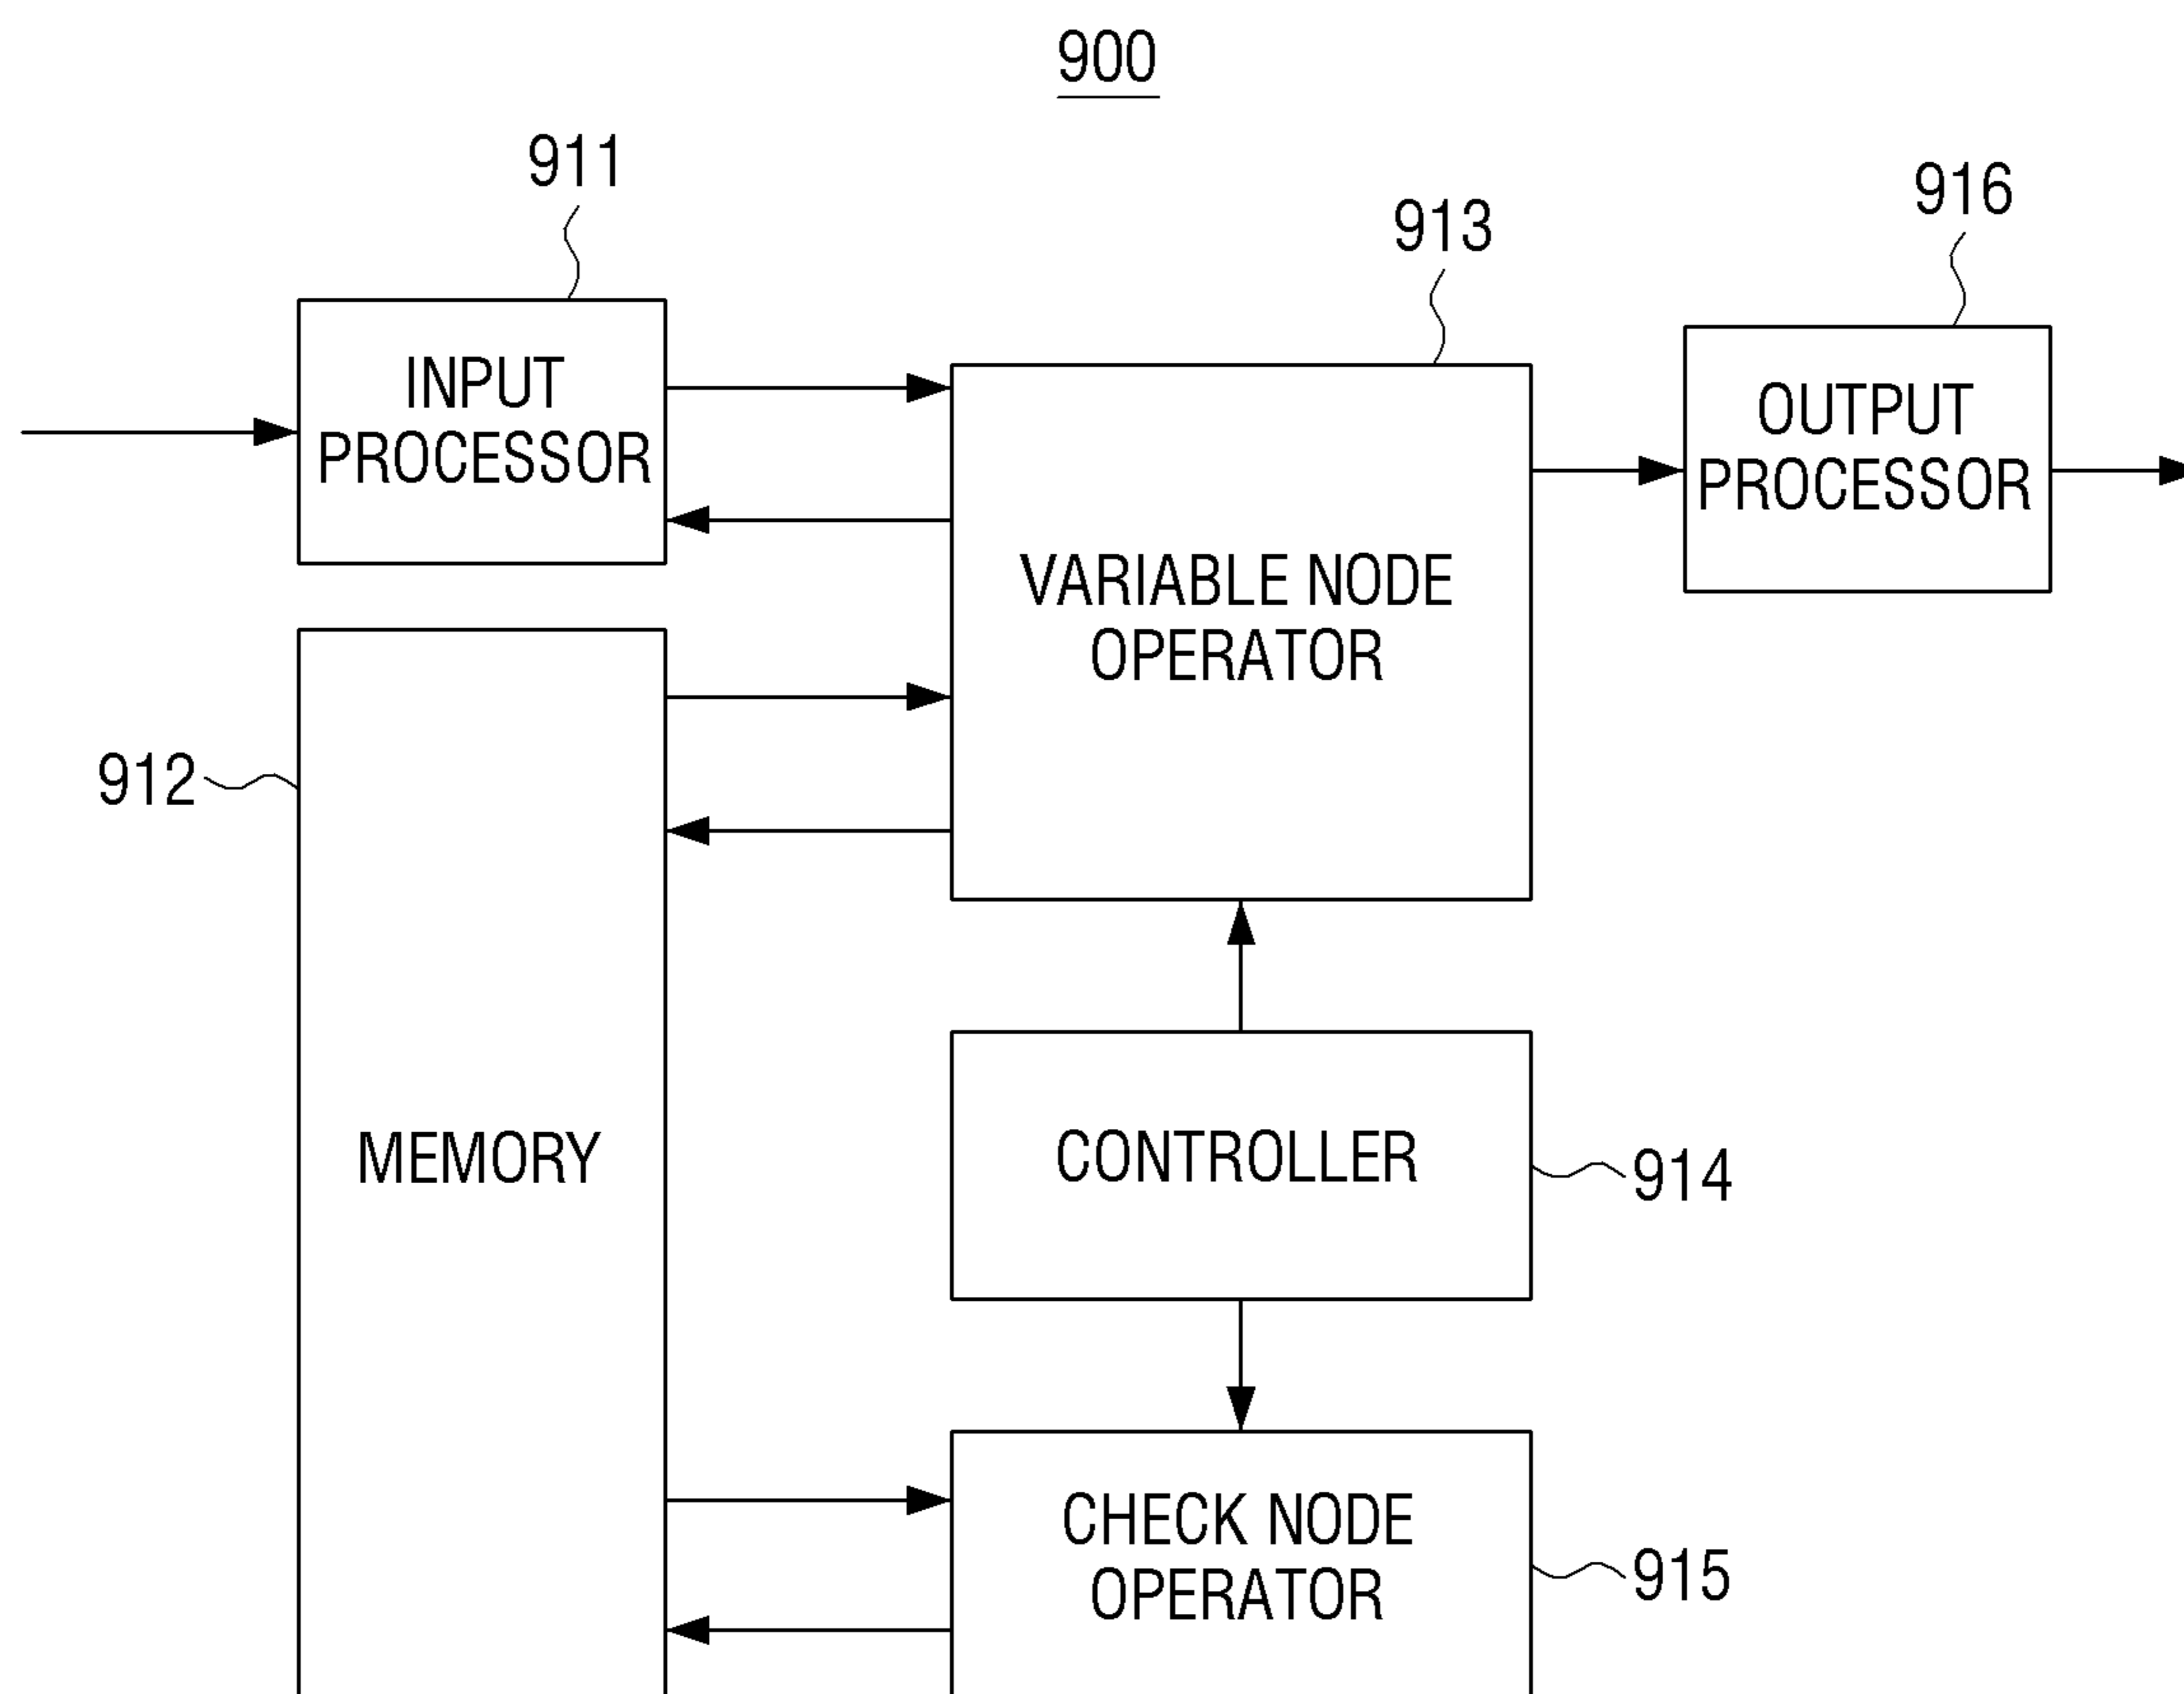 900
911
913
916
INPUT
PROCESSOR
OUTPUT
PROCESSOR
VARIABLE NODE
OPERATOR
912
MEMORY
CONTROLLER
914
CHECK NODE
OPERATOR
915